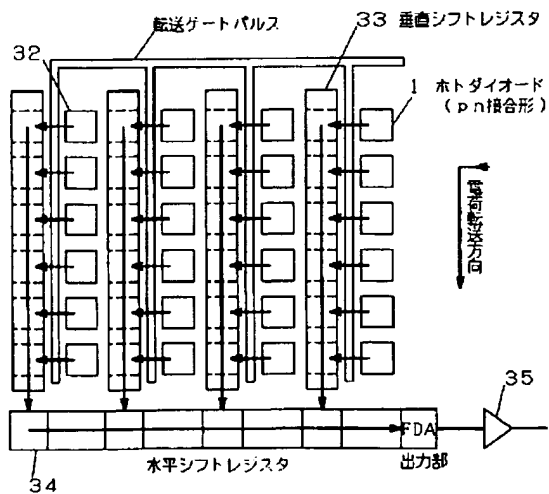 転送ゲートパルス
32
33 垂直シフトレジスタ
1 ホトダイオード
(pn接合形)
電荷転送方向
FDA
35
34
水平シフトレジスタ
出力部